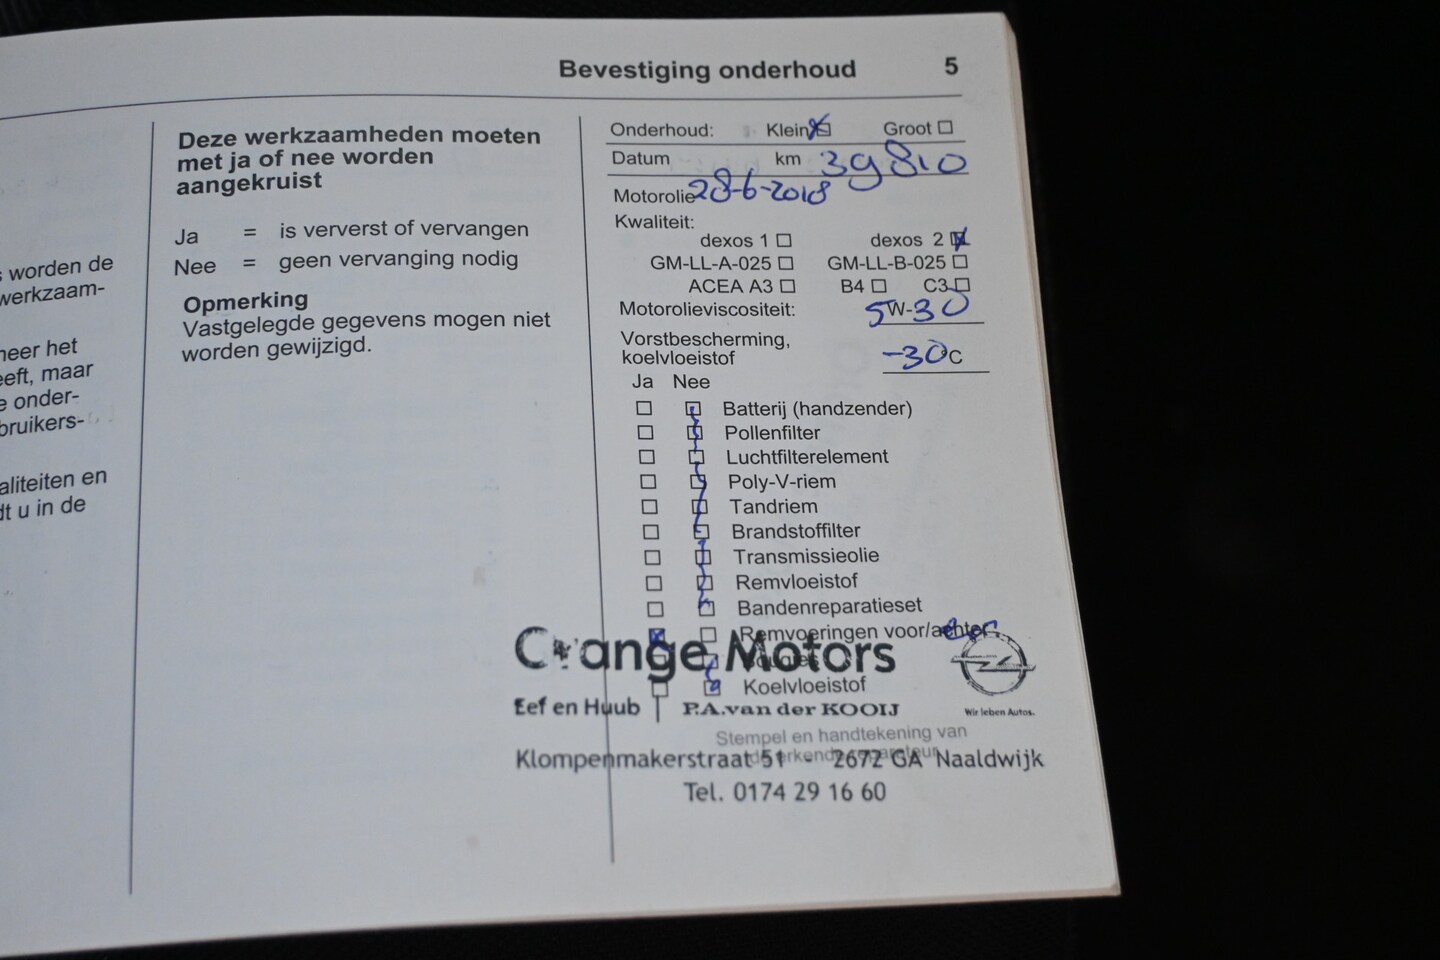 Bevestiging onderhoud 5
s worden de
werkzaam-
neer het
eeft, maar
e onder-
bruikers-
aliteiten en
dt u in de
Deze werkzaamheden moeten
met ja of nee worden
aangekruist
Ja = is ververst of vervangen
Nee = geen vervanging nodig
Opmerking
Vastgelegde gegevens mogen niet
worden gewijzigd.
Onderhoud: Klein Groot
Datum km 39810
Motorolie 28-6-2018
Kwaliteit:
dexos 1 dexos 2
GM-LL-A-025 GM-LL-B-025
ACEA A3 B4 C3
Motorolieviscositeit: 5W-30
Vorstbescherming,
koelvloeistof -30°C
Ja Nee
Batterij (handzender)
Pollenfilter
Luchtfilterelement
Poly-V-riem
Tandriem
Brandstoffilter
Transmissieolie
Remvloeistof
Bandenreparatieset
Remvoeringen voor/achter
Orange Motors
Koelvloeistof
Eef en Huub | P.A. van der KOOIJ
Wir leben Autos.
Stempel en handtekening van
Klompenmakerstraat 51 - 2672 GA Naaldwijk
Tel. 0174 29 16 60